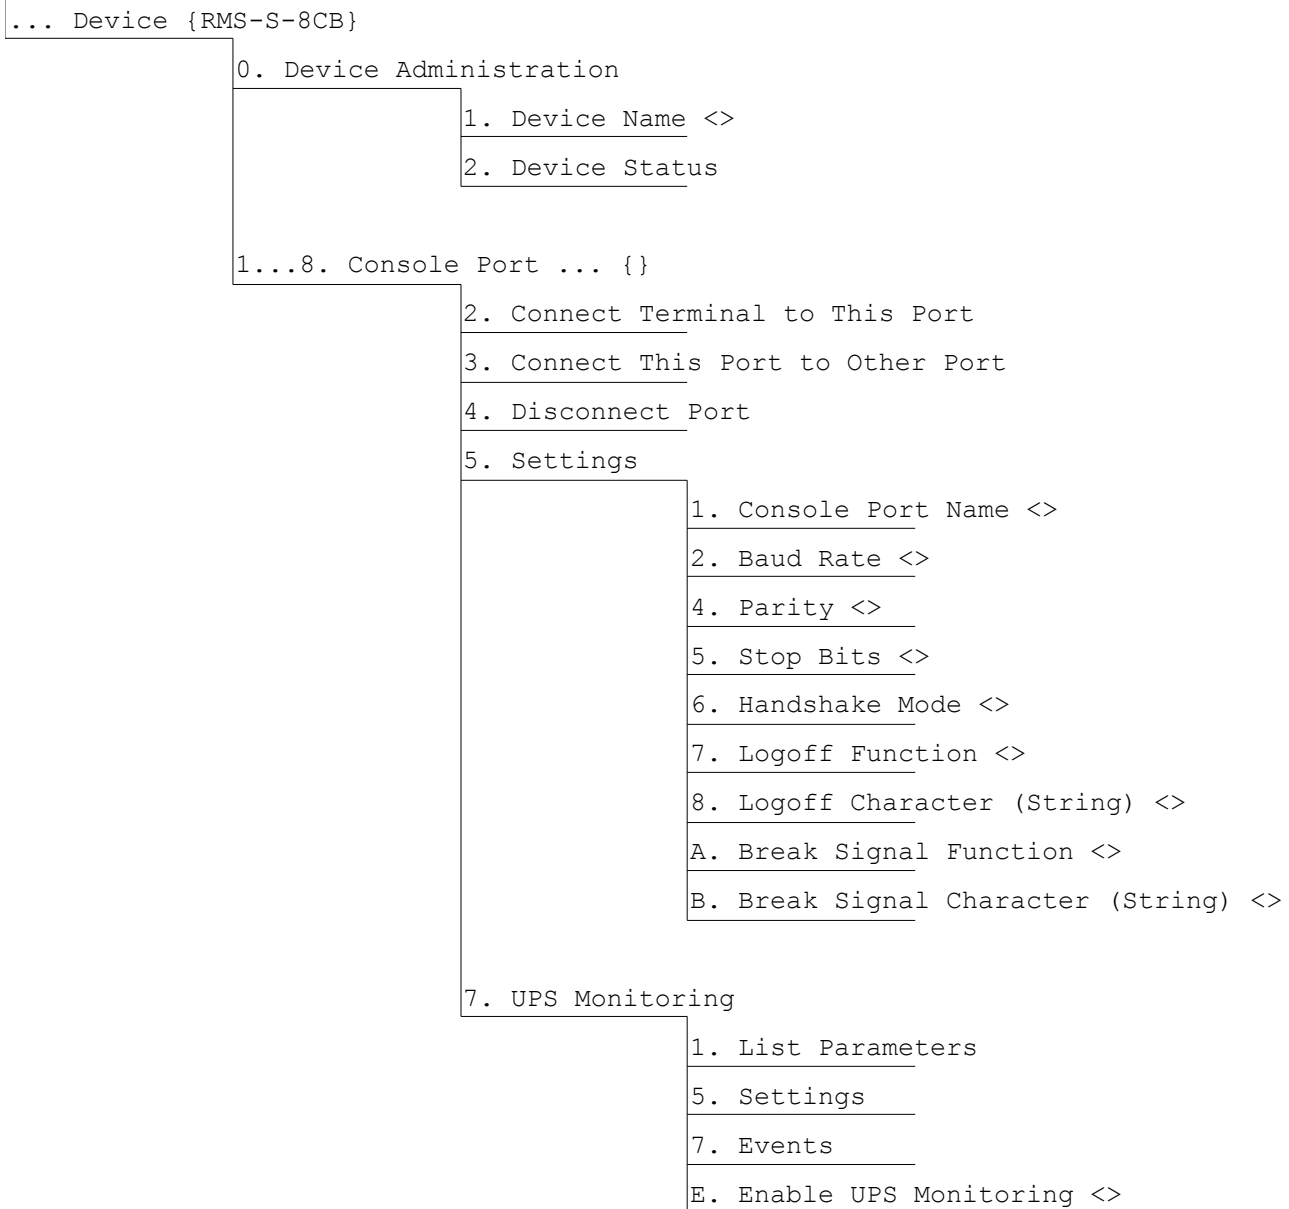 ... Device {RMS-S-8CB}
0. Device Administration
1. Device Name <>
2. Device Status
1...8. Console Port ... {}
2. Connect Terminal to This Port
3. Connect This Port to Other Port
4. Disconnect Port
5. Settings
1. Console Port Name <>
2. Baud Rate <>
4. Parity <>
5. Stop Bits <>
6. Handshake Mode <>
7. Logoff Function <>
8. Logoff Character (String) <>
A. Break Signal Function <>
B. Break Signal Character (String) <>
7. UPS Monitoring
1. List Parameters
5. Settings
7. Events
E. Enable UPS Monitoring <>